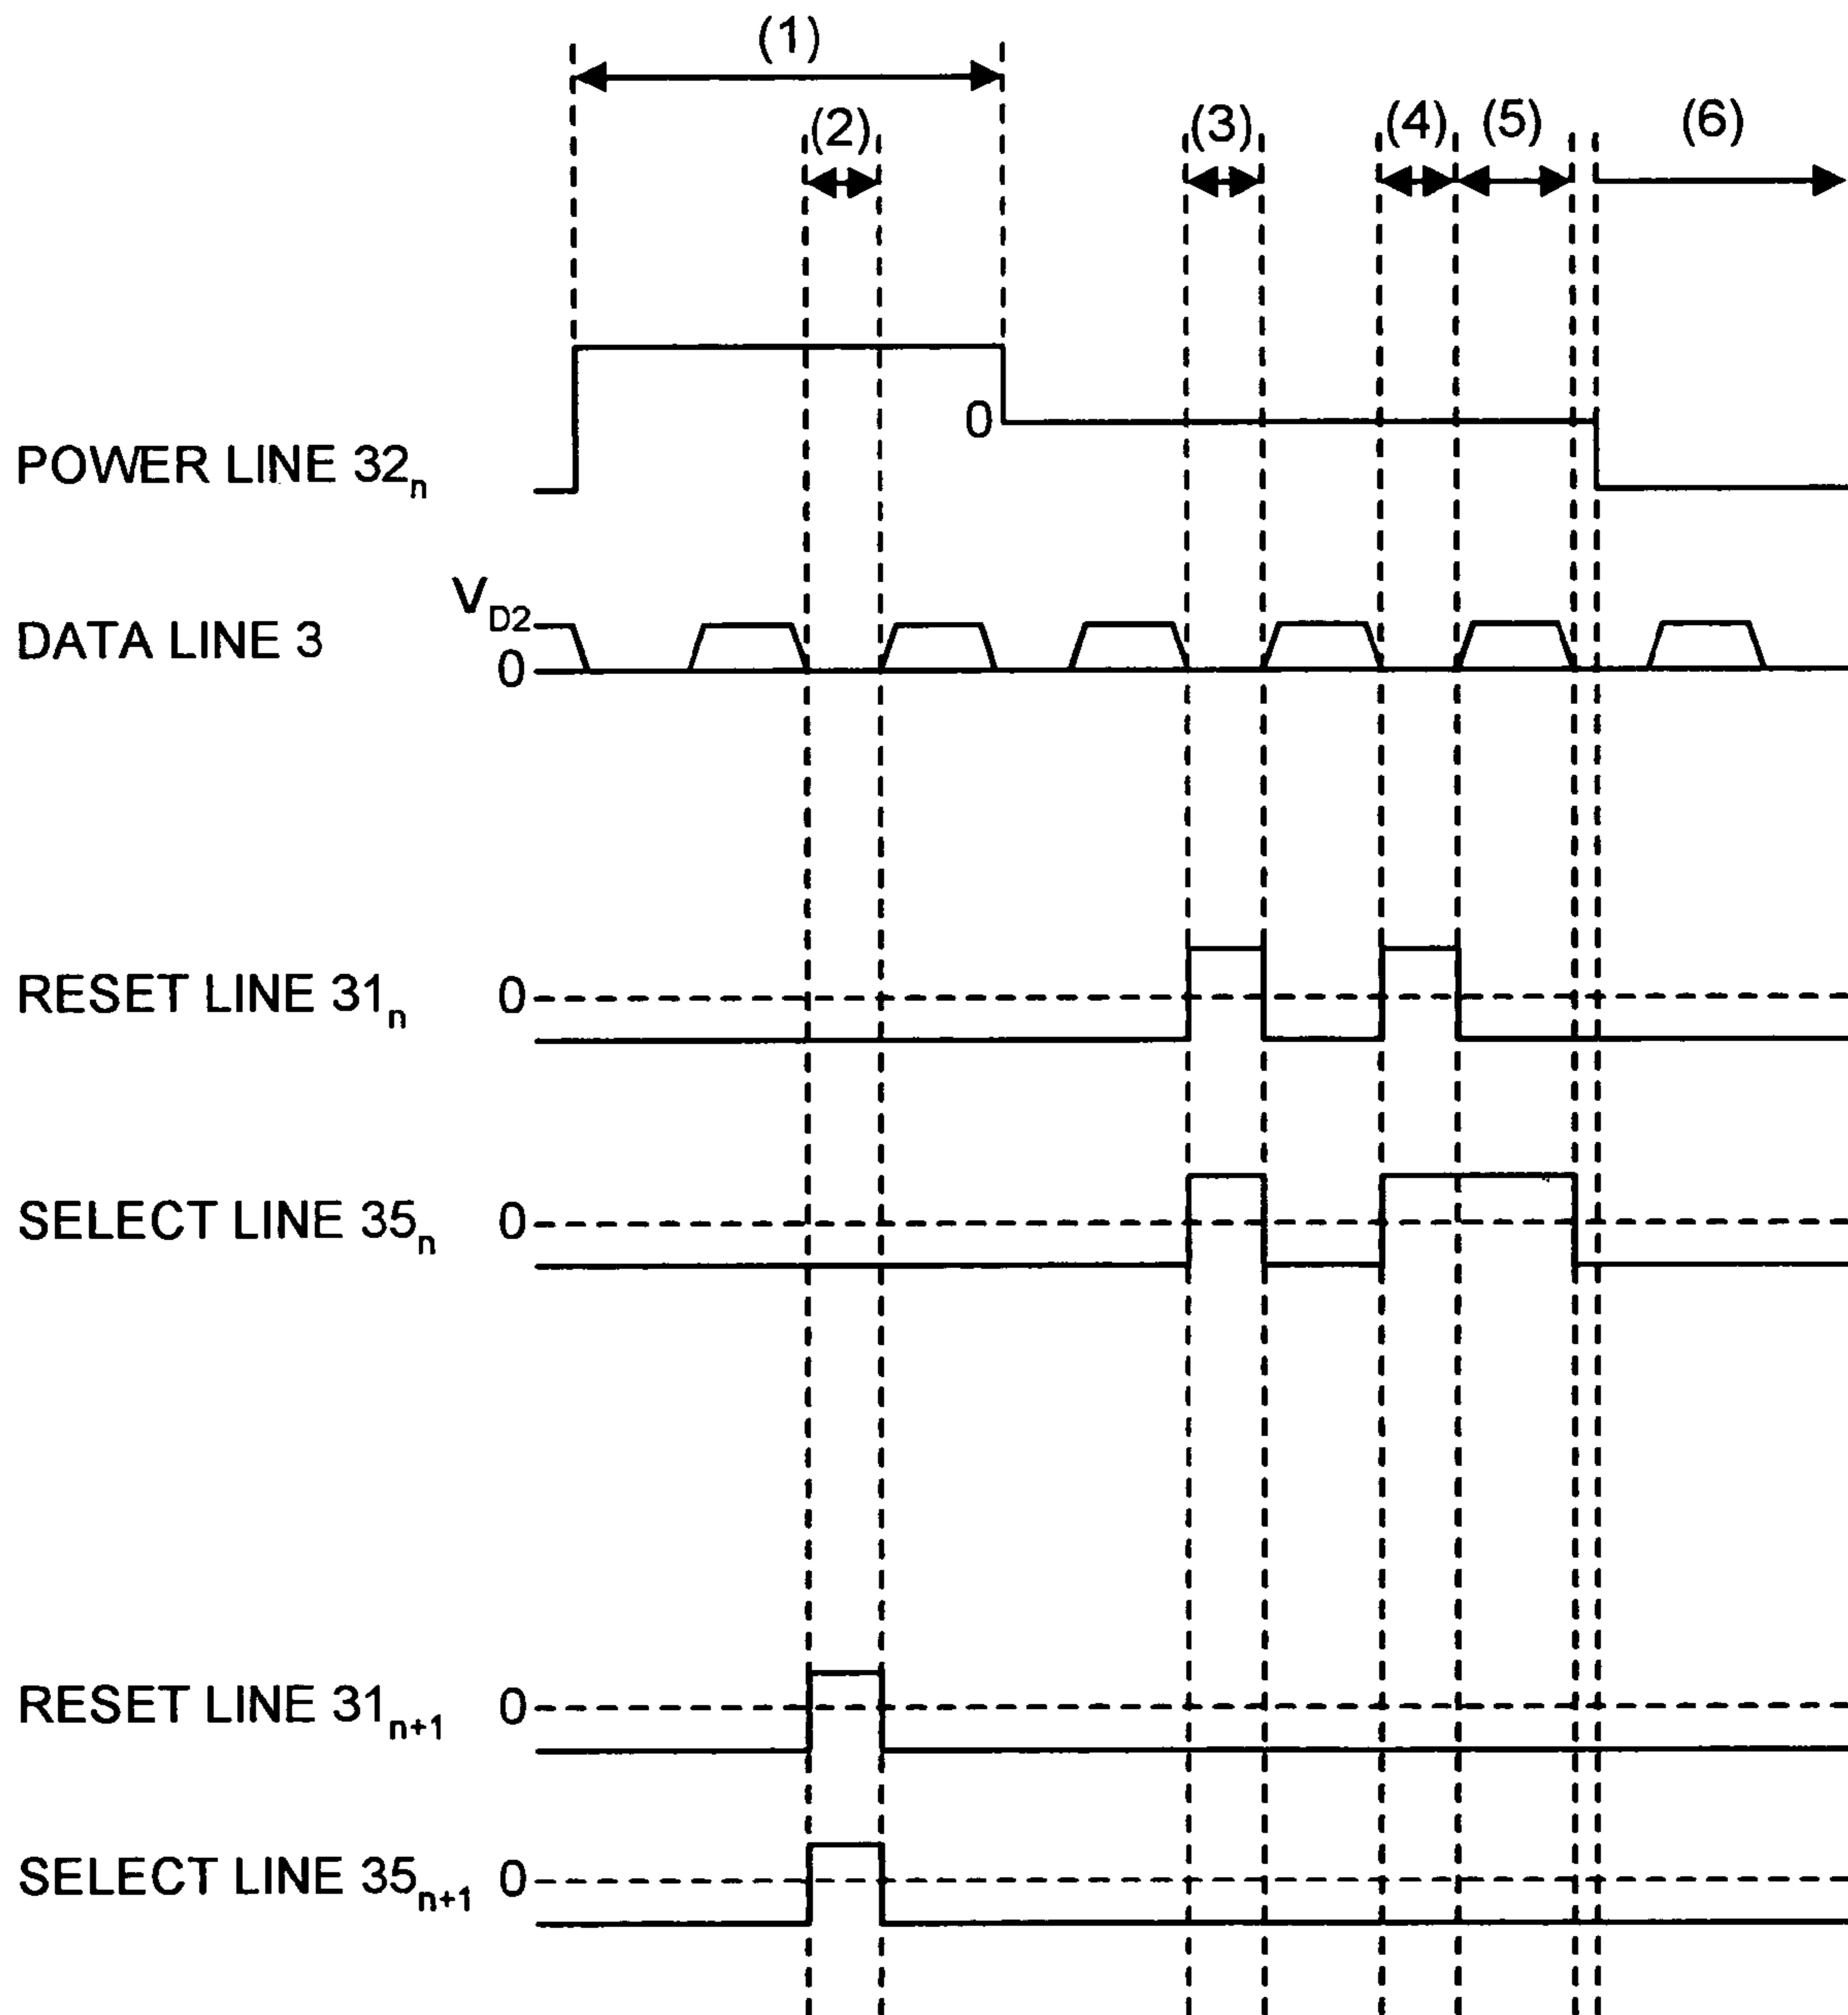 (1)
(2) (3) (4) (5) (6)
0
POWER LINE 32n
VD2
DATA LINE 3
0
RESET LINE 31n 0
SELECT LINE 35n 0
RESET LINE 31n+1 0
SELECT LINE 35n+1 0